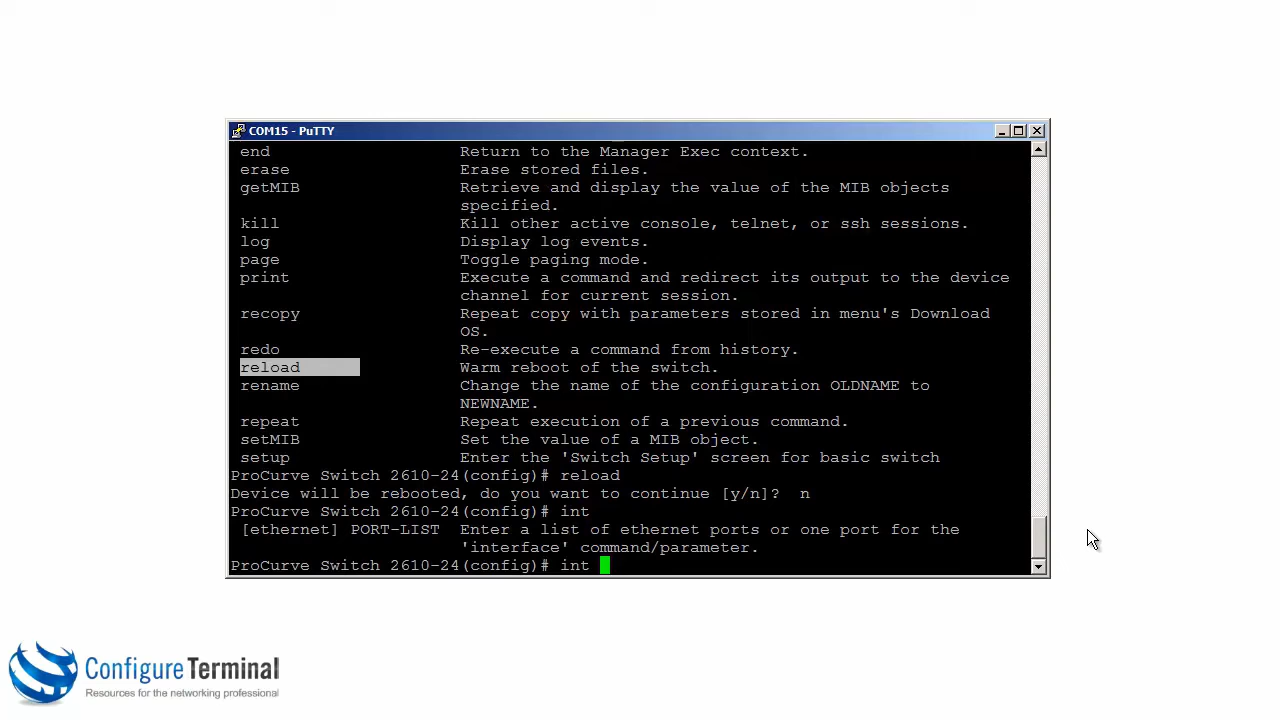 COM15 - PuTTY
end Return to the Manager Exec context.
erase Erase stored files.
getMIB Retrieve and display the value of the MIB objects
specified.
kill Kill other active console, telnet, or ssh sessions.
log Display log events.
page Toggle paging mode.
print Execute a command and redirect its output to the device
channel for current session.
recopy Repeat copy with parameters stored in menu's Download
OS.
redo Re-execute a command from history.
reload Warm reboot of the switch.
rename Change the name of the configuration OLDNAME to
NEWNAME.
repeat Repeat execution of a previous command.
setMIB Set the value of a MIB object.
setup Enter the 'Switch Setup' screen for basic switch
ProCurve Switch 2610-24(config)# reload
Device will be rebooted, do you want to continue [y/n]? n
ProCurve Switch 2610-24(config)# int
[ethernet] PORT-LIST Enter a list of ethernet ports or one port for the
'interface' command/parameter.
ProCurve Switch 2610-24(config)# int
Configure Terminal
Resources for the networking professional